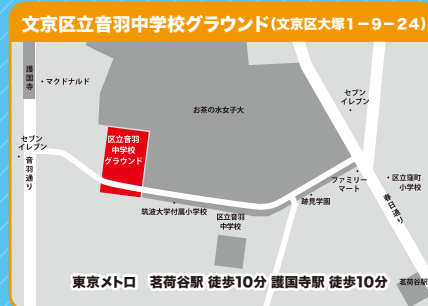 文京区立音羽中学校グラウンド(文京区大塚1-9-24)
護国寺
・マクドナルド
セブン
イレブン
お茶の水女子大
セブン
イレブン
音羽通り
区立音羽
中学校
グラウンド
ファミリー
マート
・区立窪町
小学校
跡見学園
筑波大学付属小学校
区立音羽
中学校
春日通り
茗荷谷駅
東京メトロ 茗荷谷駅 徒歩10分 護国寺駅 徒歩10分